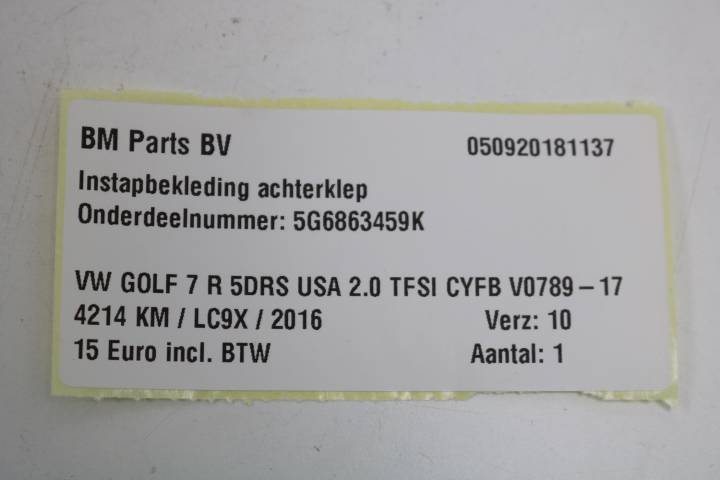 BM Parts BV 050920181137
Instapbekleding achterklep
Onderdeelnummer: 5G6863459K
VW GOLF 7 R 5DRS USA 2.0 TFSI CYFB V0789-17
4214 KM / LC9X / 2016 Verz: 10
15 Euro incl. BTW Aantal: 1